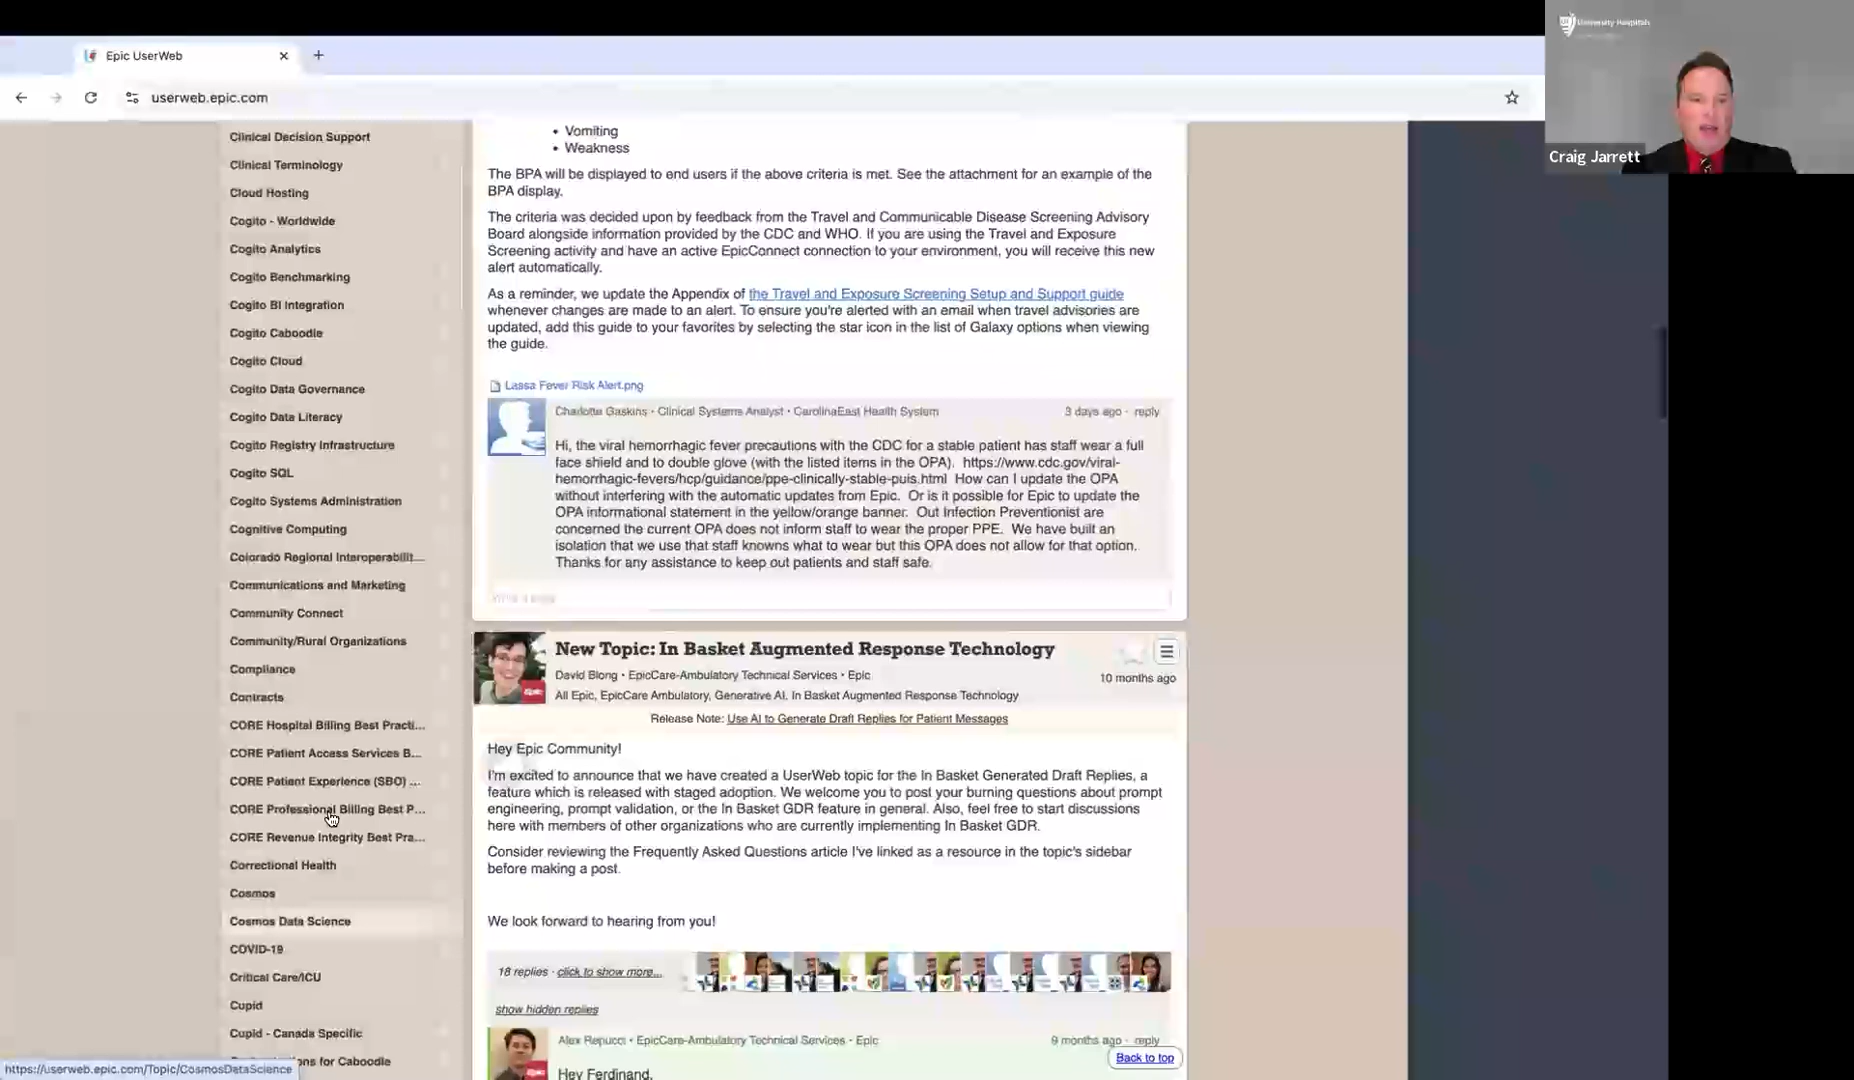 Epic UserWeb
userweb.epic.com
University Hospitals
Craig Jarrett
Clinical Decision Support
Clinical Terminology
Cloud Hosting
Cogito - Worldwide
Cogito Analytics
Cogito Benchmarking
Cogito BI Integration
Cogito Caboodle
Cogito Cloud
Cogito Data Governance
Cogito Data Literacy
Cogito Registry Infrastructure
Cogito SQL
Cogito Systems Administration
Cognitive Computing
Colorado Regional Interoperabilit...
Communications and Marketing
Community Connect
Community/Rural Organizations
Compliance
Contracts
CORE Hospital Billing Best Practi...
CORE Patient Access Services B...
CORE Patient Experience (SBO) ...
CORE Professional Billing Best P...
CORE Revenue Integrity Best Pra...
Correctional Health
Cosmos
Cosmos Data Science
COVID-19
Critical Care/ICU
Cupid
Cupid - Canada Specific
ons for Caboodle
https://userweb.epic.com/Topic/CosmosDataScience
• Vomiting
• Weakness
The BPA will be displayed to end users if the above criteria is met. See the attachment for an example of the
BPA display.
The criteria was decided upon by feedback from the Travel and Communicable Disease Screening Advisory
Board alongside information provided by the CDC and WHO. If you are using the Travel and Exposure
Screening activity and have an active EpicConnect connection to your environment, you will receive this new
alert automatically.
As a reminder, we update the Appendix of the Travel and Exposure Screening Setup and Support guide
whenever changes are made to an alert. To ensure you're alerted with an email when travel advisories are
updated, add this guide to your favorites by selecting the star icon in the list of Galaxy options when viewing
the guide.
Lassa Fever Risk Alert.png
Charlotte Gaskins • Clinical Systems Analyst • CarolinaEast Health System 3 days ago · reply
Hi, the viral hemorrhagic fever precautions with the CDC for a stable patient has staff wear a full
face shield and to double glove (with the listed items in the OPA). https://www.cdc.gov/viral-
hemorrhagic-fevers/hcp/guidance/ppe-clinically-stable-puis.html How can I update the OPA
without interfering with the automatic updates from Epic. Or is it possible for Epic to update the
OPA informational statement in the yellow/orange banner. Out Infection Preventionist are
concerned the current OPA does not inform staff to wear the proper PPE. We have built an
isolation that we use that staff knowns what to wear but this OPA does not allow for that option.
Thanks for any assistance to keep out patients and staff safe.
Write a reply
New Topic: In Basket Augmented Response Technology
David Blong • EpicCare-Ambulatory Technical Services • Epic
10 months ago
All Epic, EpicCare Ambulatory, Generative AI, In Basket Augmented Response Technology
Release Note: Use AI to Generate Draft Replies for Patient Messages
Hey Epic Community!
I'm excited to announce that we have created a UserWeb topic for the In Basket Generated Draft Replies, a
feature which is released with staged adoption. We welcome you to post your burning questions about prompt
engineering, prompt validation, or the In Basket GDR feature in general. Also, feel free to start discussions
here with members of other organizations who are currently implementing In Basket GDR.
Consider reviewing the Frequently Asked Questions article I've linked as a resource in the topic's sidebar
before making a post.
We look forward to hearing from you!
18 replies · click to show more...
show hidden replies
Alex Repucci • EpicCare-Ambulatory Technical Services • Epic 9 months ago · reply
Back to top
Hey Ferdinand,